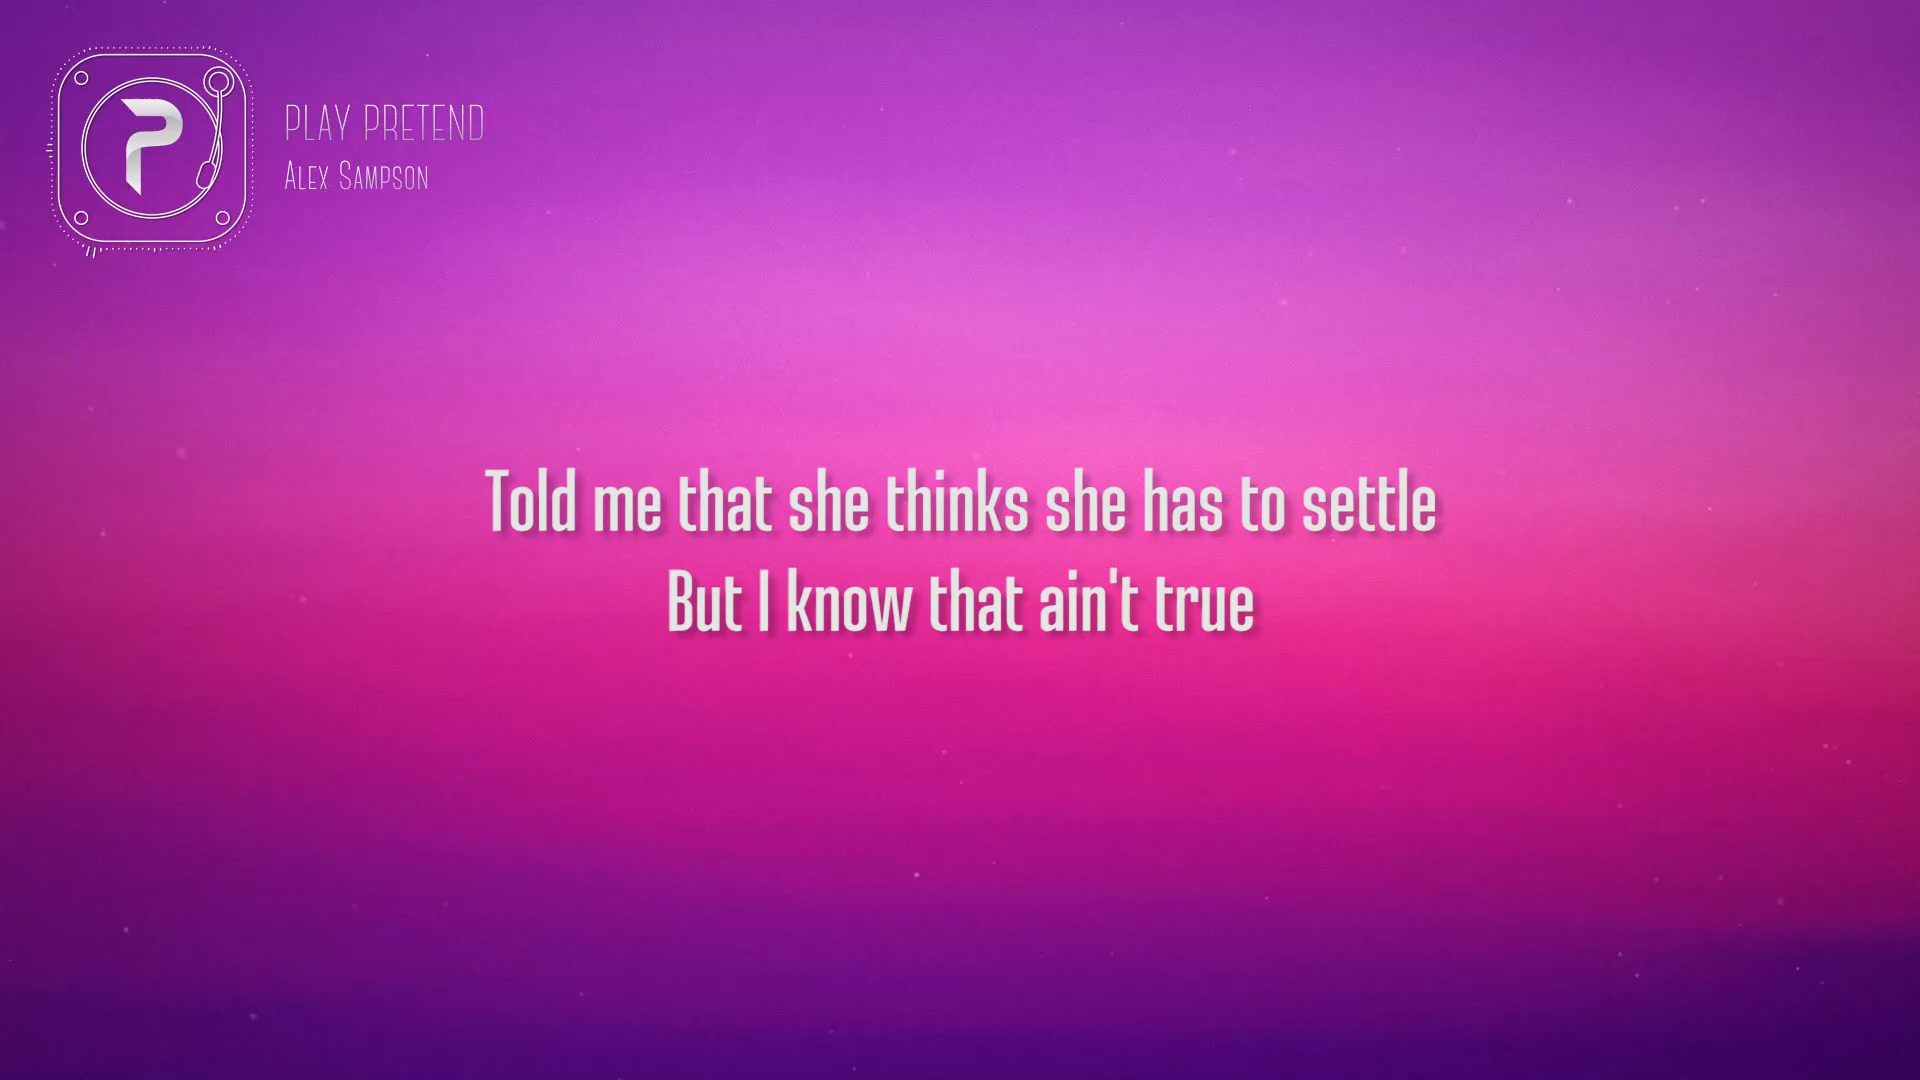 PLAY PRETEND
ALEX SAMPSON
Told me that she thinks she has to settle
But I know that ain't true